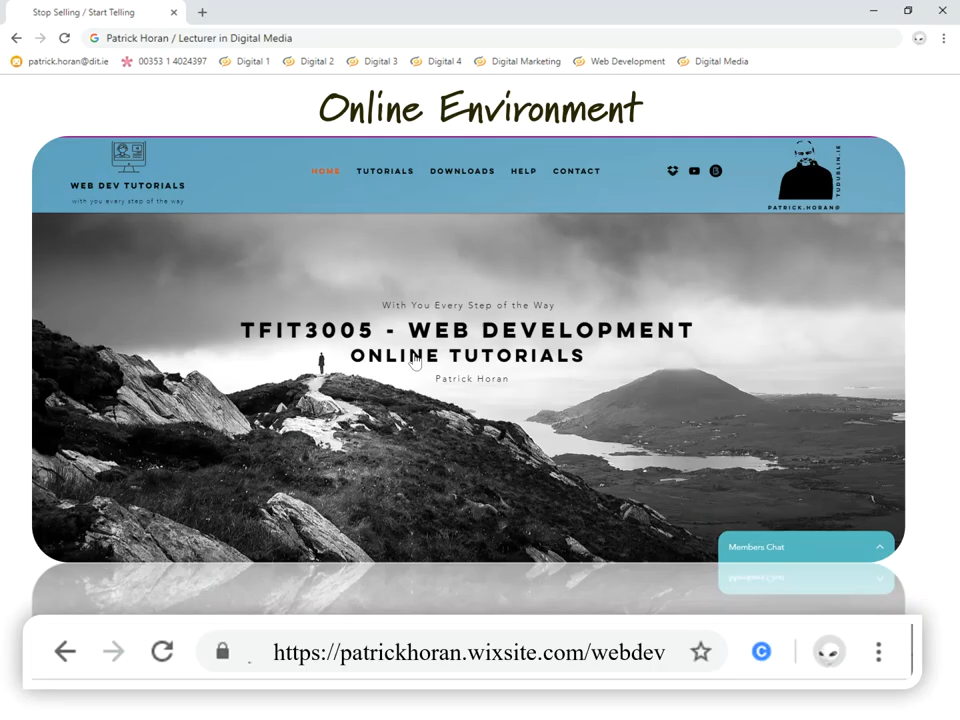 Stop Selling / Start Telling
Patrick Horan / Lecturer in Digital Media
patrick.horan@dit.ie 00353 1 4024397 Digital 1 Digital 2 Digital 3 Digital 4 Digital Marketing Web Development Digital Media
Online Environment
WEB DEV TUTORIALS
with you every step of the way
HOME TUTORIALS DOWNLOADS HELP CONTACT
PATRICK.HORAN@
TUDUBLIN.IE
With You Every Step of the Way
TFIT3005 - WEB DEVELOPMENT
ONLINE TUTORIALS
Patrick Horan
Members Chat
Members Chat
https://patrickhoran.wixsite.com/webdev